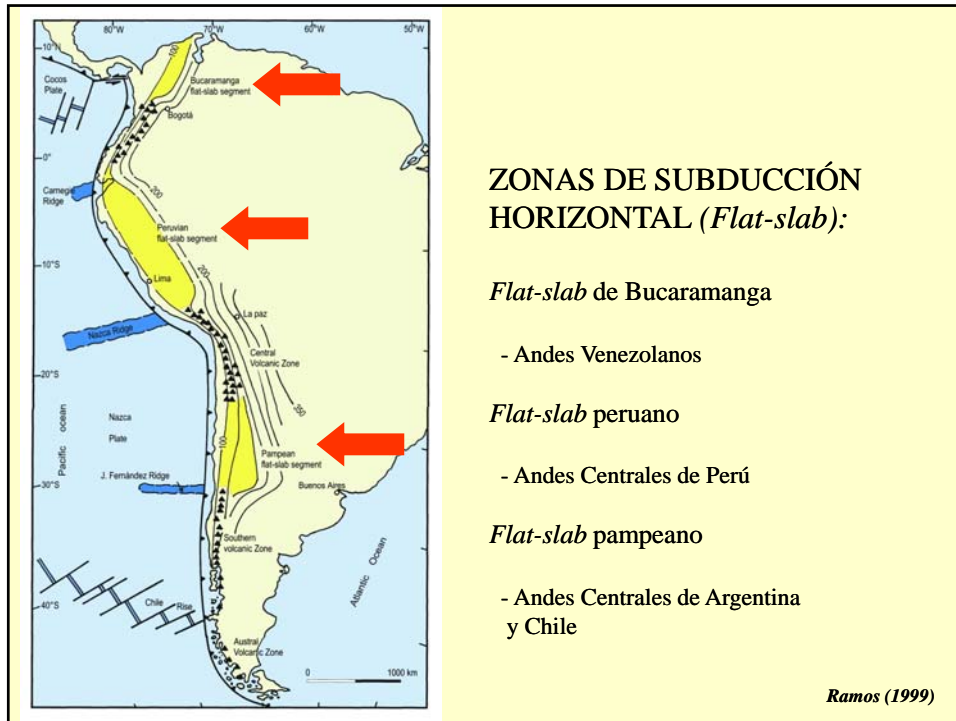 80°W
70°W
60°W
50°W
10°N
100
Cocos
Plate
Bucaramanga
flat-slab segment
Bogotá
0°
200
Carnegie
Ridge
Peruvian
flat-slab segment
10°S
200
Lima
La paz
Nazca Ridge
Central
Volcanic Zone
20°S
350
Nazca
Plate
Pacific ocean
100
Pampean
flat-slab segment
J. Fernández Ridge
Buenos Aires
30°S
Southern
volcanic Zone
Atlantic Ocean
40°S
Chile Rise
Austral
Volcanic Zone
0 1000 km
ZONAS DE SUBDUCCIÓN
HORIZONTAL (Flat-slab):
Flat-slab de Bucaramanga
- Andes Venezolanos
Flat-slab peruano
- Andes Centrales de Perú
Flat-slab pampeano
- Andes Centrales de Argentina
y Chile
Ramos (1999)